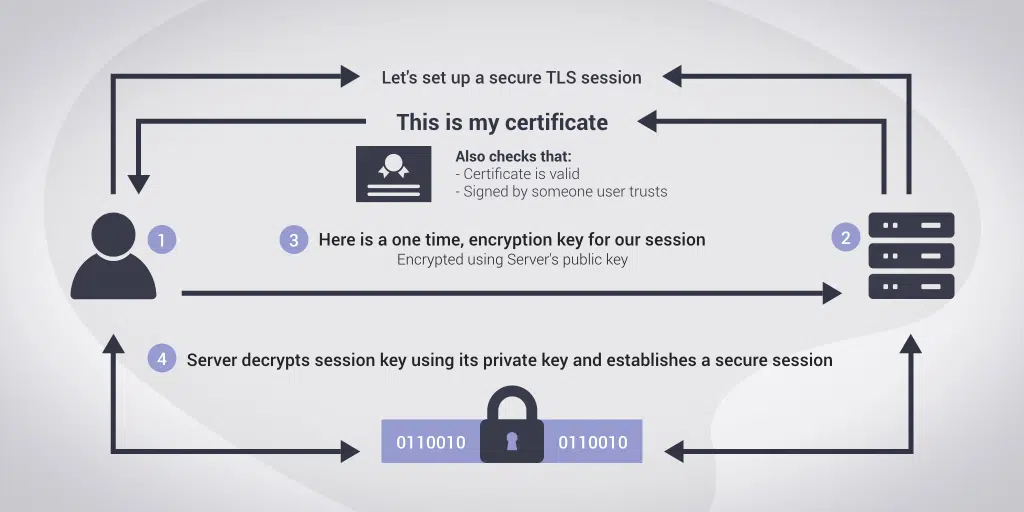 Let's set up a secure TLS session
This is my certificate
Also checks that:
- Certificate is valid
- Signed by someone user trusts
1
3
Here is a one time, encryption key for our session
Encrypted using Server's public key
2
4
Server decrypts session key using its private key and establishes a secure session
0110010
0110010